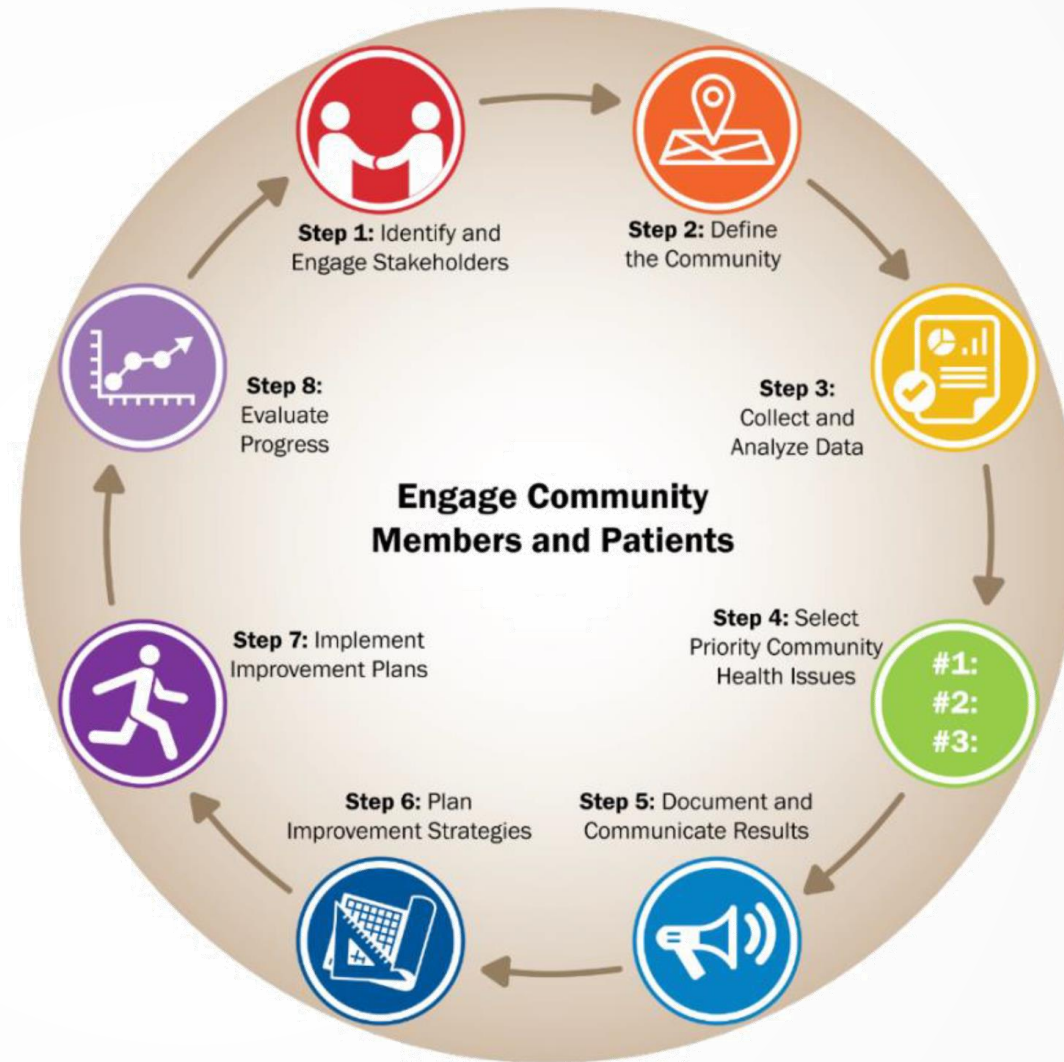 Step 1: Identify and
Engage Stakeholders
Step 2: Define
the Community
Step 3:
Collect and
Analyze Data
Step 4: Select
Priority Community
Health Issues
#1:
#2:
#3:
Step 5: Document and
Communicate Results
Step 6: Plan
Improvement Strategies
Step 7: Implement
Improvement Plans
Step 8:
Evaluate
Progress
Engage Community
Members and Patients